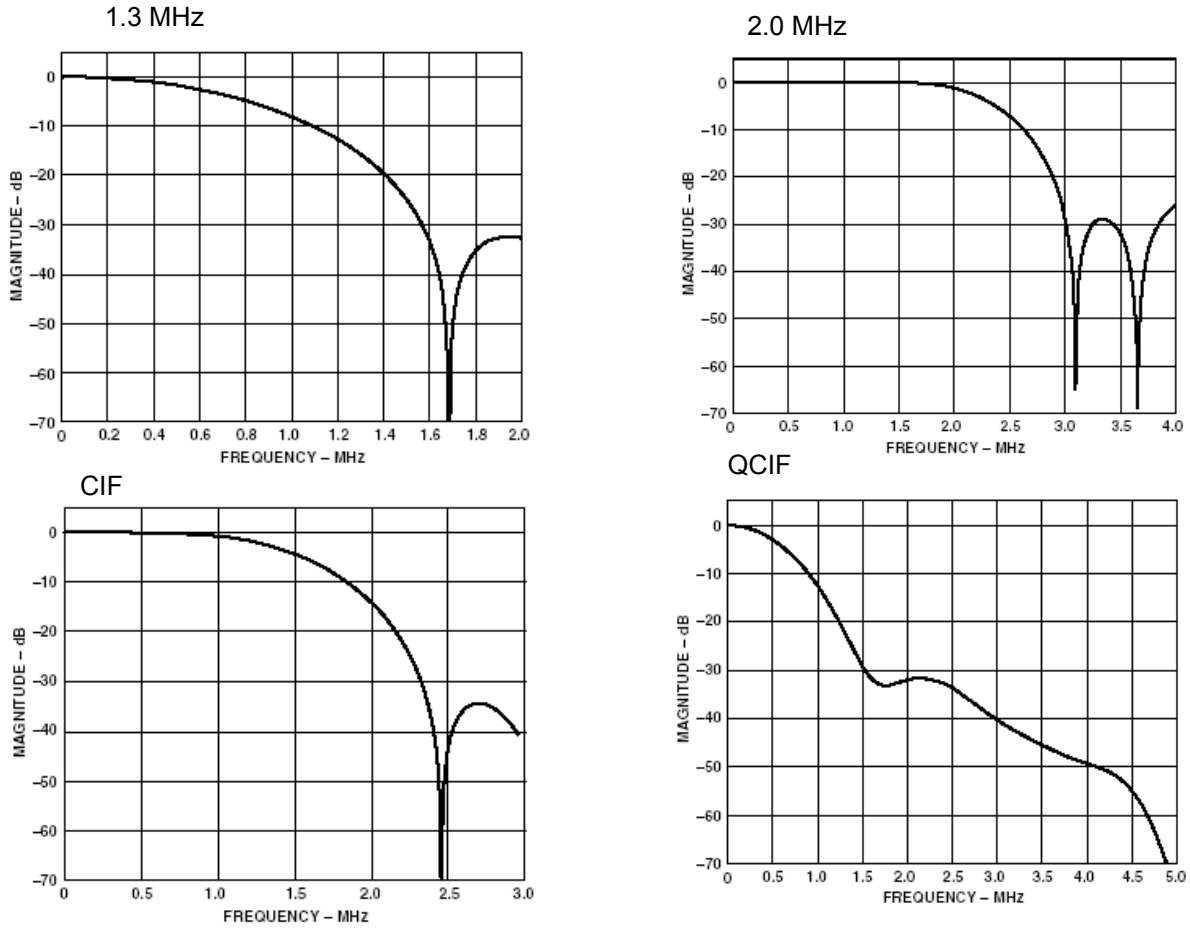 1.3 MHz
0
–10
–20
–30
–40
–50
–60
–70
MAGNITUDE – dB
0 0.2 0.4 0.6 0.8 1.0 1.2 1.4 1.6 1.8 2.0
FREQUENCY – MHz
2.0 MHz
0
–10
–20
–30
–40
–50
–60
–70
MAGNITUDE – dB
0 0.5 1.0 1.5 2.0 2.5 3.0 3.5 4.0
FREQUENCY – MHz
CIF
0
–10
–20
–30
–40
–50
–60
–70
MAGNITUDE – dB
0 0.5 1.0 1.5 2.0 2.5 3.0
FREQUENCY – MHz
QCIF
0
–10
–20
–30
–40
–50
–60
–70
MAGNITUDE – dB
0 0.5 1.0 1.5 2.0 2.5 3.0 3.5 4.0 4.5 5.0
FREQUENCY – MHz